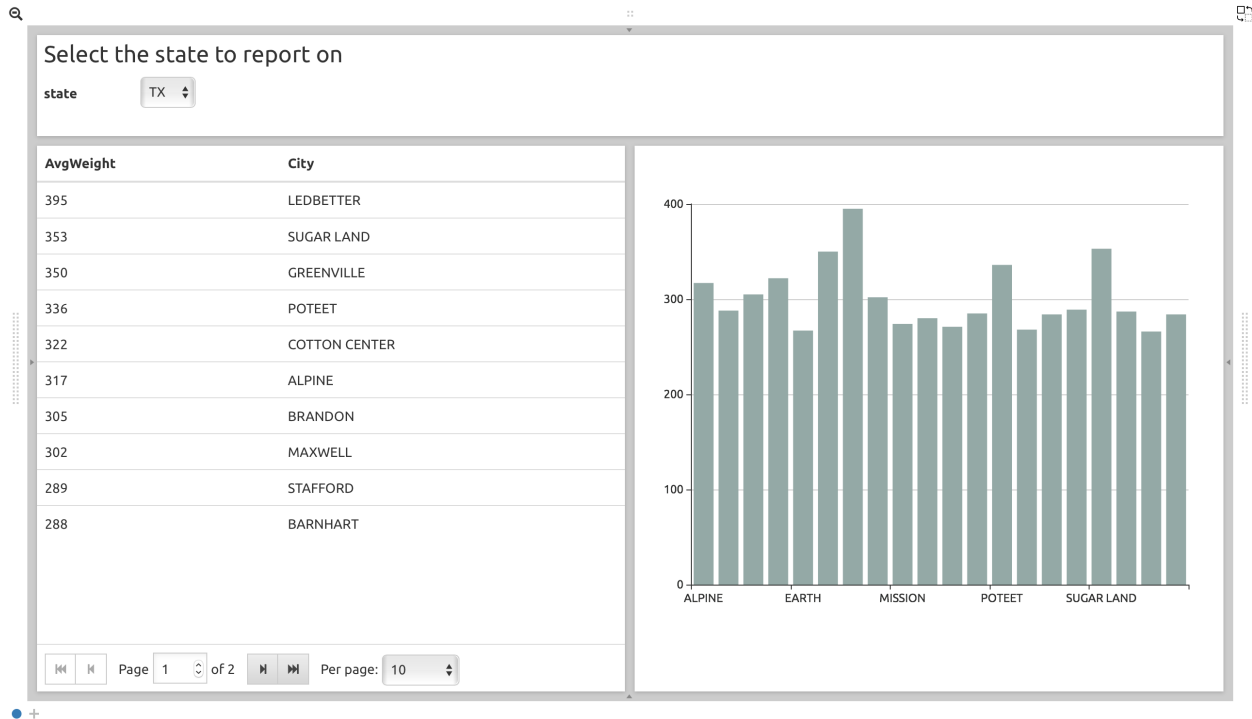 Select the state to report on
state TX
AvgWeight City
395 LEDBETTER
353 SUGAR LAND
350 GREENVILLE
336 POTEET
322 COTTON CENTER
317 ALPINE
305 BRANDON
302 MAXWELL
289 STAFFORD
288 BARNHART
Page 1 of 2 Per page: 10
400
300
200
100
0
ALPINE EARTH MISSION POTEET SUGAR LAND